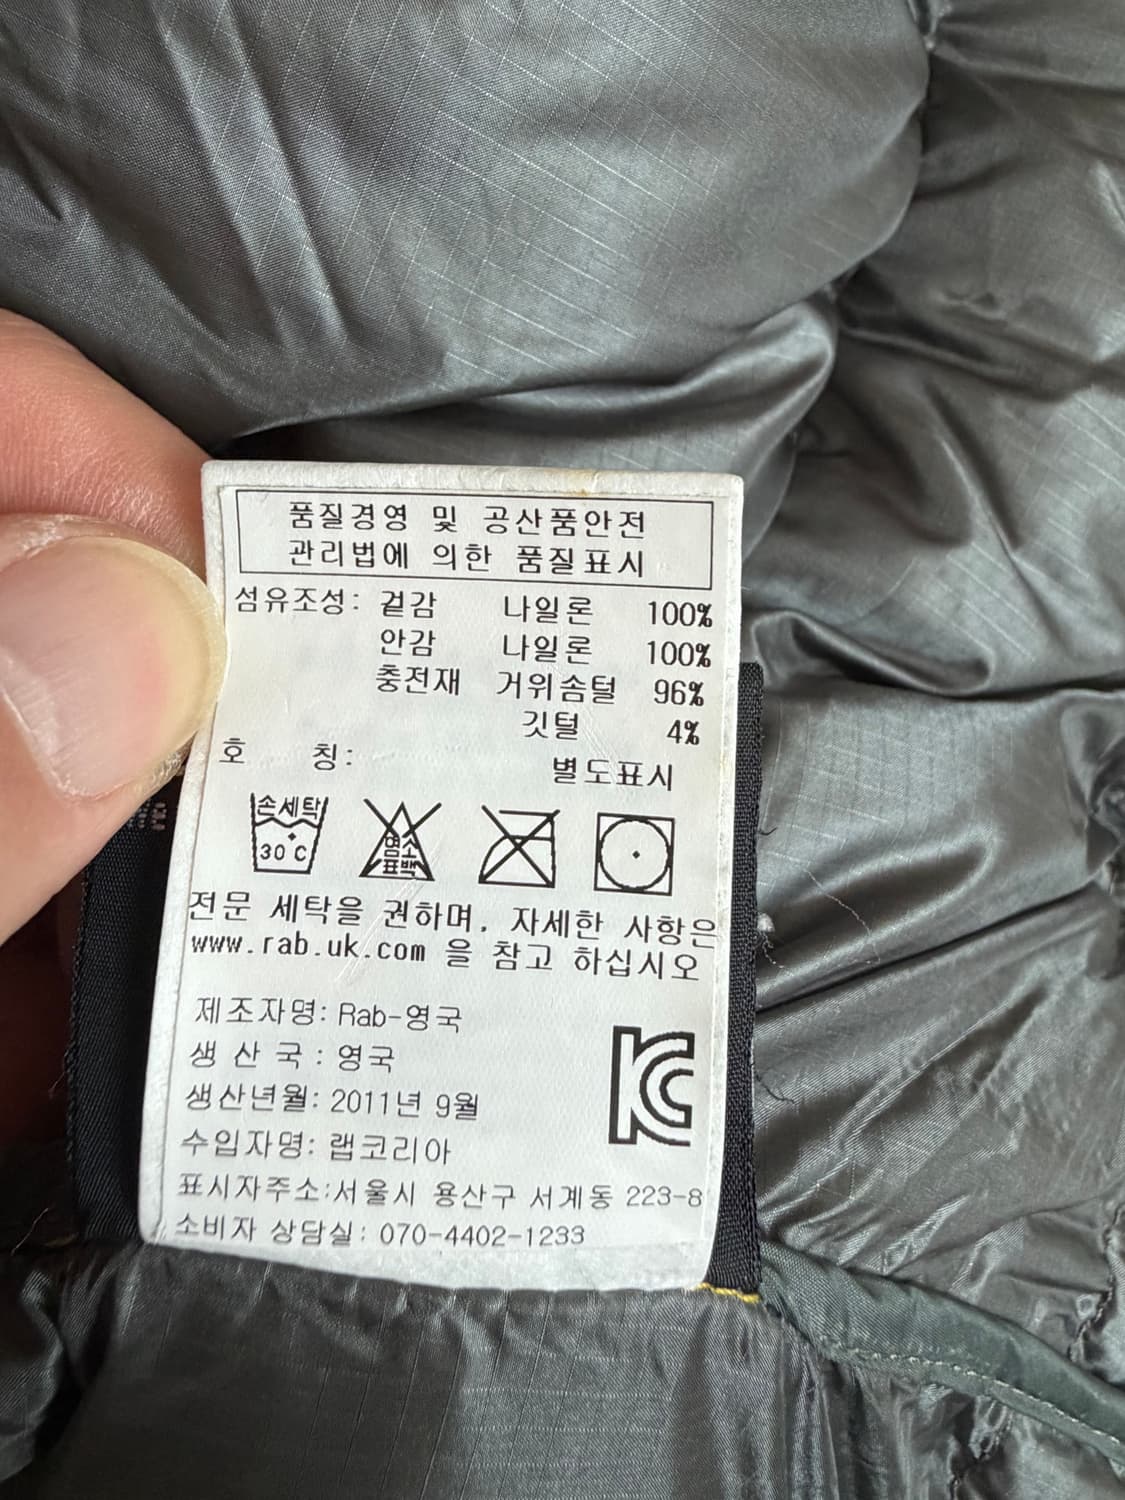 품질경영 및 공산품안전
관리법에 의한 품질표시
섬유조성: 겉감 나일론 100%
안감 나일론 100%
충전재 거위솜털 96%
깃털 4%
호 칭: 별도표시
손세탁
30 C
염소
표백
전문 세탁을 권하며, 자세한 사항은
www.rab.uk.com 을 참고 하십시오
제조자명: Rab-영국
생 산 국 : 영국
생산년월: 2011년 9월
수입자명: 랩코리아
표시자주소:서울시 용산구 서계동 223-8
소비자 상담실: 070-4402-1233